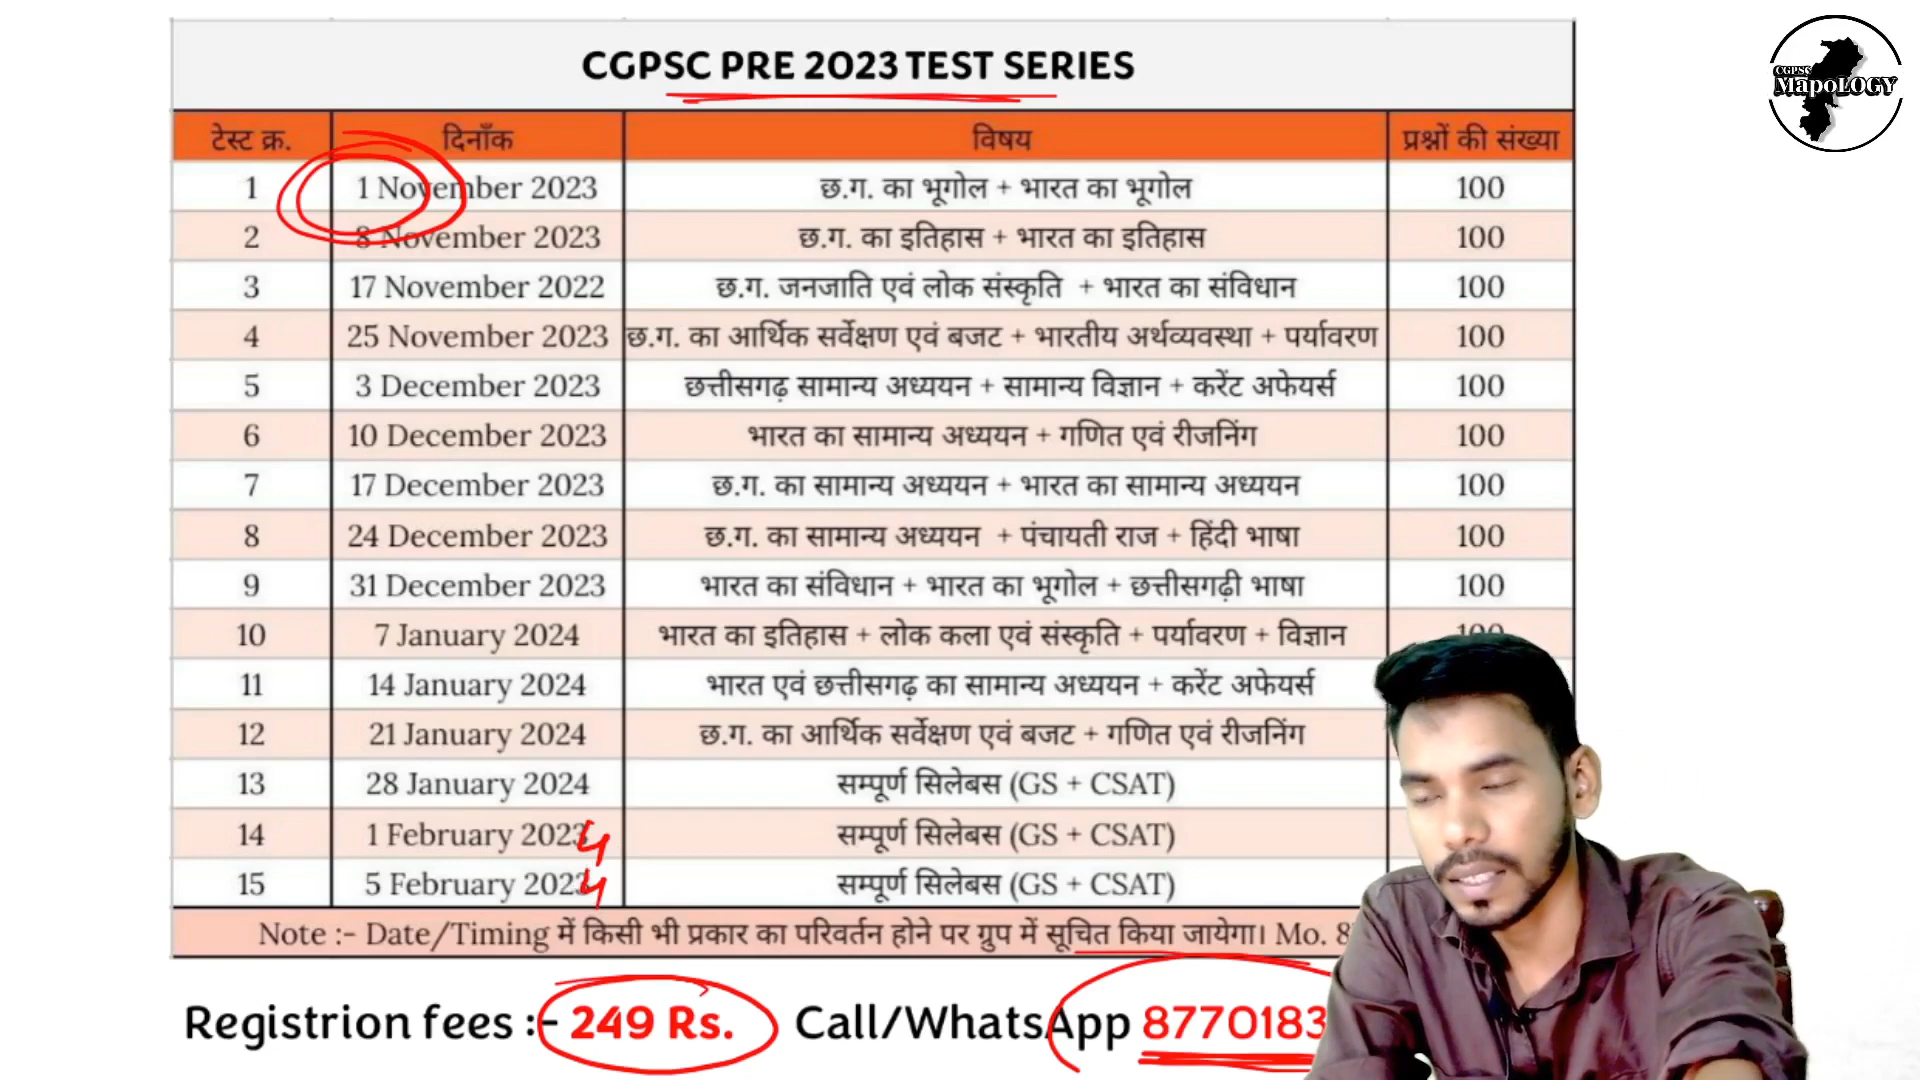 CGPSC PRE 2023 TEST SERIES
CGPSC
MapoLOGY
टेस्ट क्र. दिनाँक विषय प्रश्नों की संख्या
1 1 November 2023 छ.ग. का भूगोल + भारत का भूगोल 100
2 8 November 2023 छ.ग. का इतिहास + भारत का इतिहास 100
3 17 November 2022 छ.ग. जनजाति एवं लोक संस्कृति + भारत का संविधान 100
4 25 November 2023 छ.ग. का आर्थिक सर्वेक्षण एवं बजट + भारतीय अर्थव्यवस्था + पर्यावरण 100
5 3 December 2023 छत्तीसगढ़ सामान्य अध्ययन + सामान्य विज्ञान + करेंट अफेयर्स 100
6 10 December 2023 भारत का सामान्य अध्ययन + गणित एवं रीजनिंग 100
7 17 December 2023 छ.ग. का सामान्य अध्ययन + भारत का सामान्य अध्ययन 100
8 24 December 2023 छ.ग. का सामान्य अध्ययन + पंचायती राज + हिंदी भाषा 100
9 31 December 2023 भारत का संविधान + भारत का भूगोल + छत्तीसगढ़ी भाषा 100
10 7 January 2024 भारत का इतिहास + लोक कला एवं संस्कृति + पर्यावरण + विज्ञान 100
11 14 January 2024 भारत एवं छत्तीसगढ़ का सामान्य अध्ययन + करेंट अफेयर्स
12 21 January 2024 छ.ग. का आर्थिक सर्वेक्षण एवं बजट + गणित एवं रीजनिंग
13 28 January 2024 सम्पूर्ण सिलेबस (GS + CSAT)
14 1 February 2023 4 सम्पूर्ण सिलेबस (GS + CSAT)
15 5 February 2023 4 सम्पूर्ण सिलेबस (GS + CSAT)
Note :- Date/Timing में किसी भी प्रकार का परिवर्तन होने पर ग्रुप में सूचित किया जायेगा। Mo. 8
Registrion fees :- 249 Rs. Call/WhatsApp 8770183